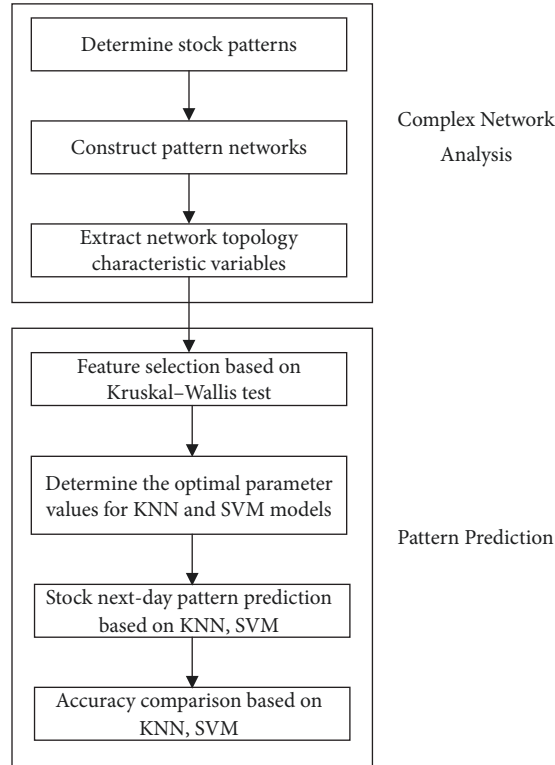 Determine stock patterns
Construct pattern networks
Extract network topology
characteristic variables
Complex Network
Analysis
Feature selection based on
Kruskal–Wallis test
Determine the optimal parameter
values for KNN and SVM models
Stock next-day pattern prediction
based on KNN, SVM
Accuracy comparison based on
KNN, SVM
Pattern Prediction